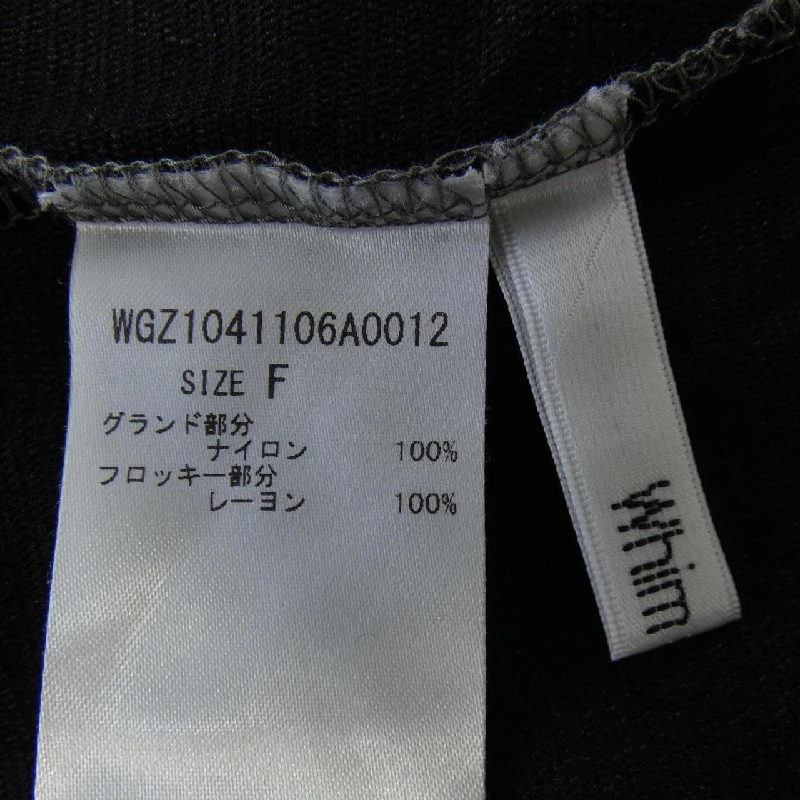 WGZ1041106A0012
SIZE F
グランド部分
ナイロン 100%
フロッキー部分
レーヨン 100%
Whim